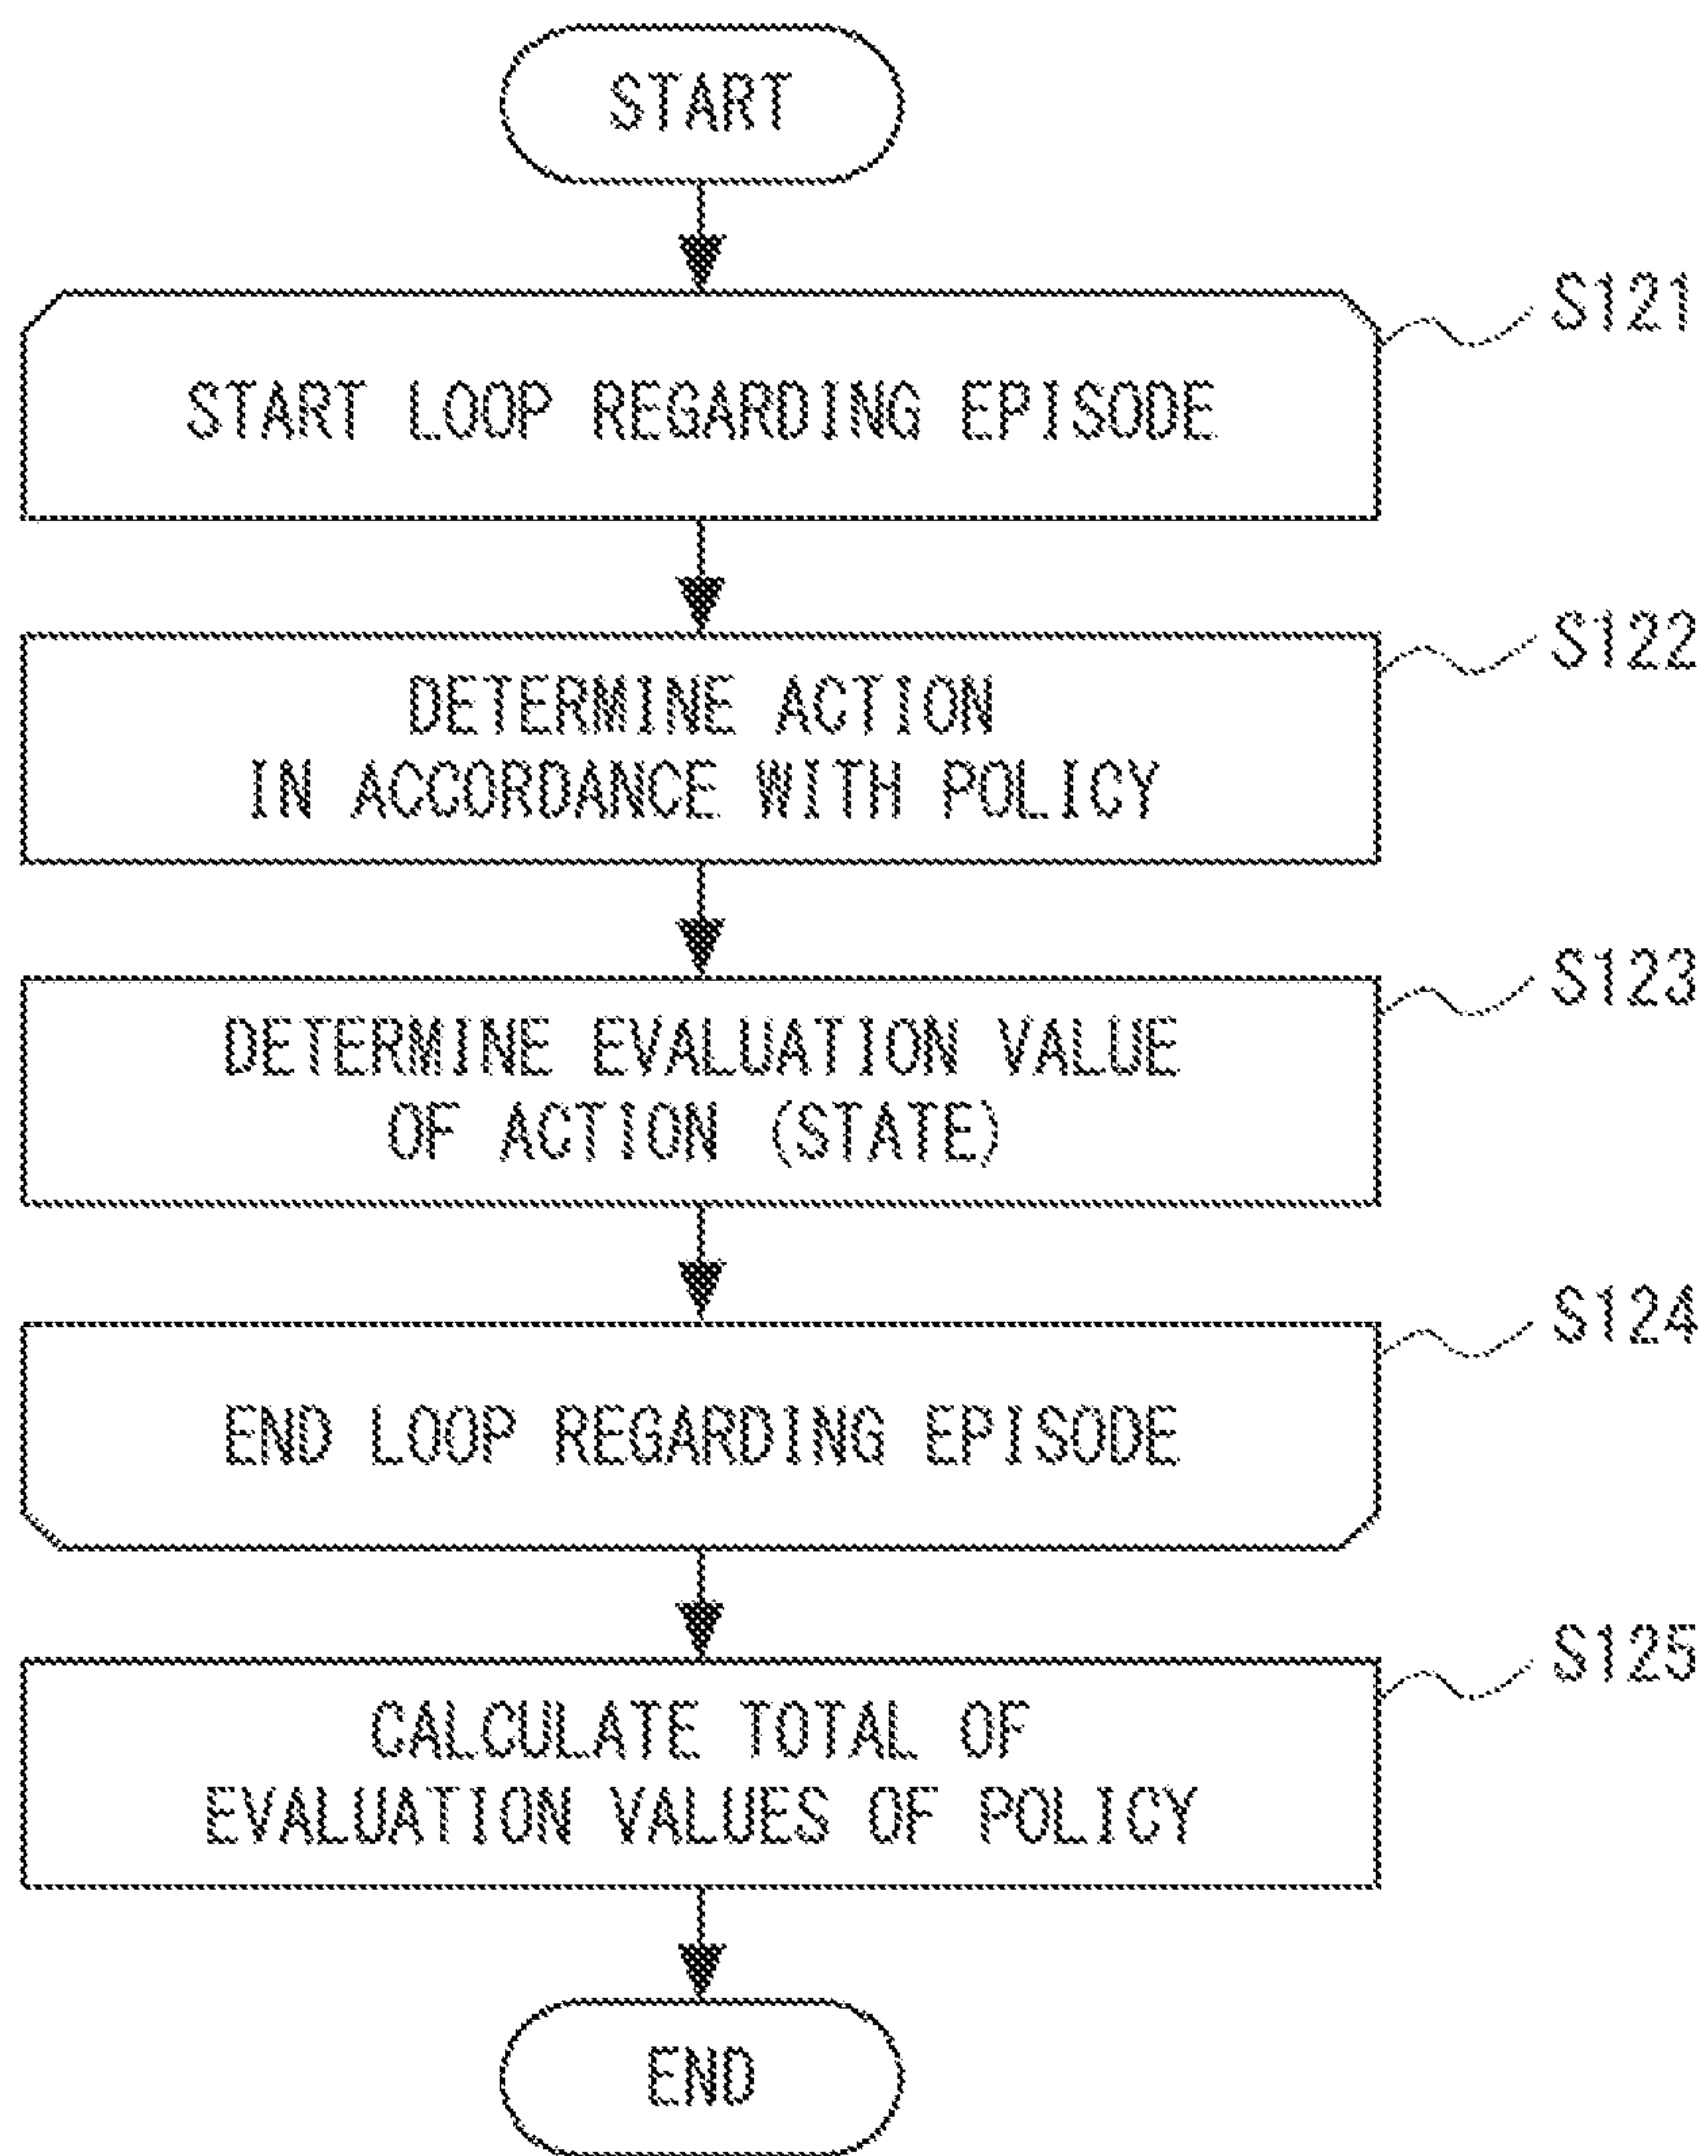 START
S121
START LOOP REGARDING EPISODE
S122
DETERMINE ACTION
IN ACCORDANCE WITH POLICY
S123
DETERMINE EVALUATION VALUE
OF ACTION (STATE)
S124
END LOOP REGARDING EPISODE
S125
CALCULATE TOTAL OF
EVALUATION VALUES OF POLICY
END